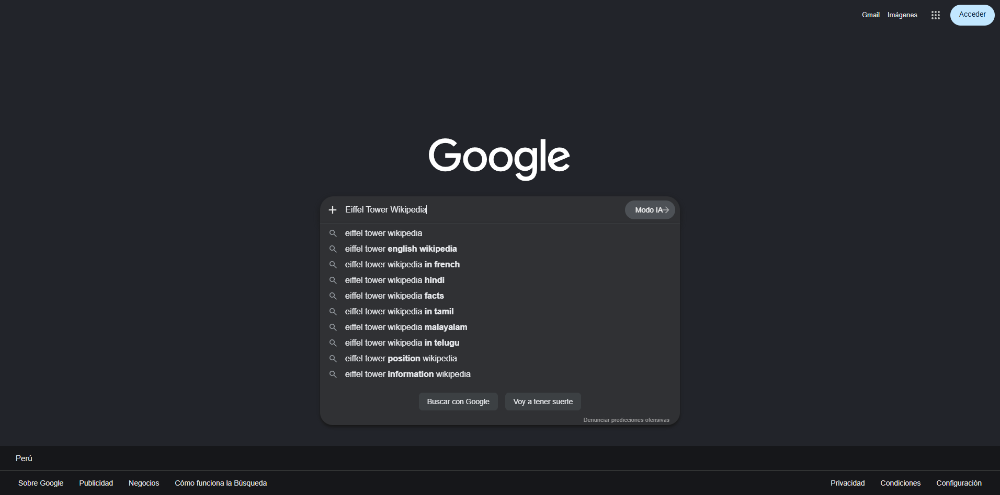 Gmail Imágenes Acceder
Google
Eiffel Tower Wikipedia Modo IA
eiffel tower wikipedia
eiffel tower english wikipedia
eiffel tower wikipedia in french
eiffel tower wikipedia hindi
eiffel tower wikipedia facts
eiffel tower wikipedia in tamil
eiffel tower wikipedia malayalam
eiffel tower wikipedia in telugu
eiffel tower position wikipedia
eiffel tower information wikipedia
Buscar con Google Voy a tener suerte
Denunciar predicciones ofensivas
Perú
Sobre Google Publicidad Negocios Cómo funciona la Búsqueda Privacidad Condiciones Configuración